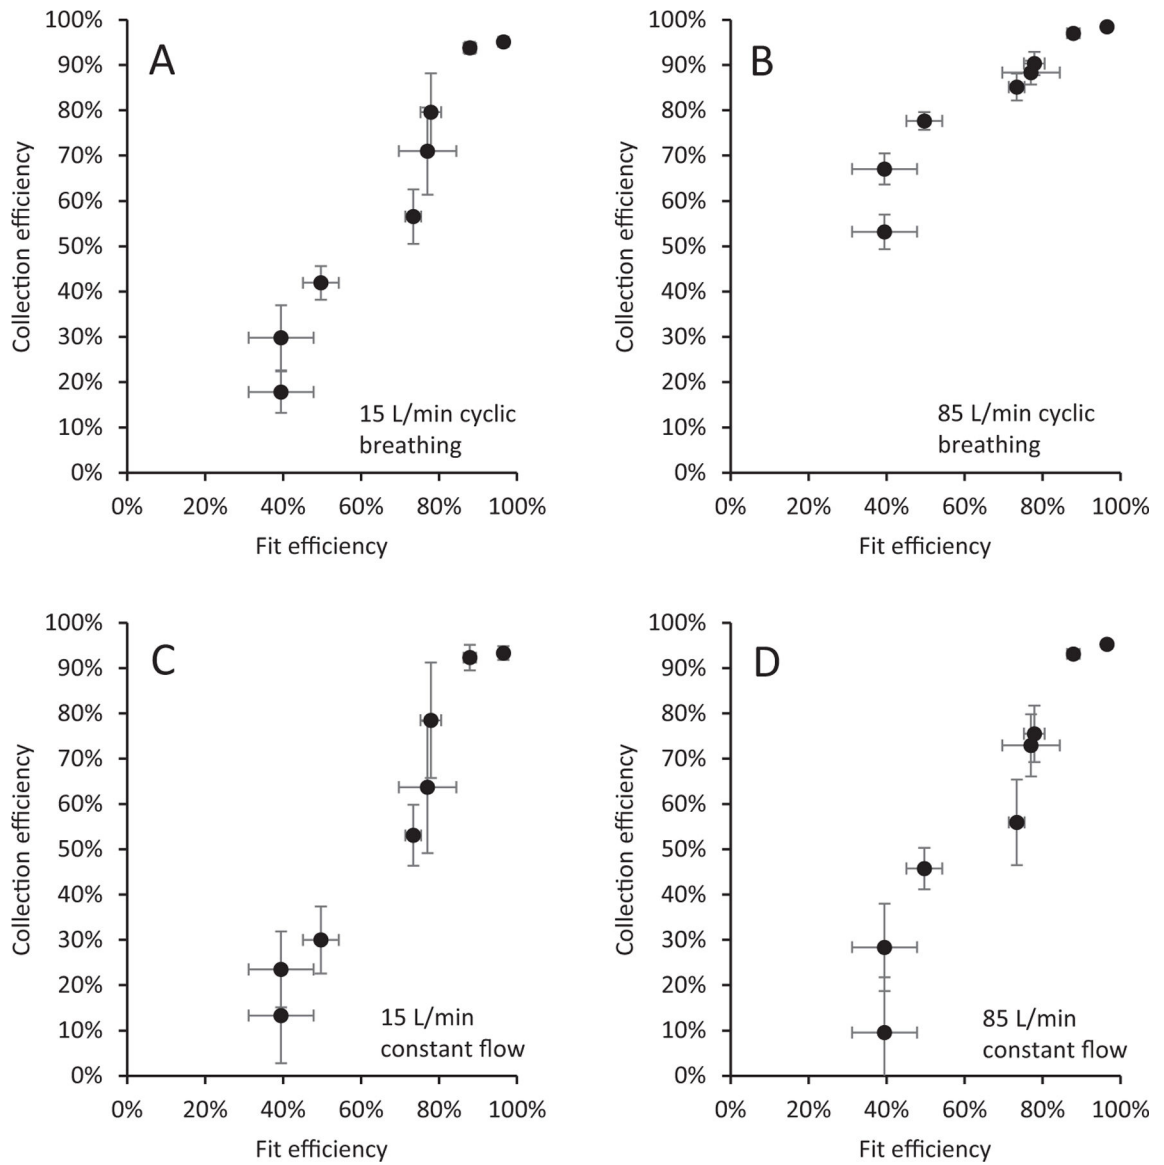 A
100%
90%
80%
70%
60%
50%
40%
30%
20%
10%
0%
Collection efficiency
15 L/min cyclic
breathing
0% 20% 40% 60% 80% 100%
Fit efficiency
B
100%
90%
80%
70%
60%
50%
40%
30%
20%
10%
0%
Collection efficiency
85 L/min cyclic
breathing
0% 20% 40% 60% 80% 100%
Fit efficiency
C
100%
90%
80%
70%
60%
50%
40%
30%
20%
10%
0%
Collection efficiency
15 L/min
constant flow
0% 20% 40% 60% 80% 100%
Fit efficiency
D
100%
90%
80%
70%
60%
50%
40%
30%
20%
10%
0%
Collection efficiency
85 L/min
constant flow
0% 20% 40% 60% 80% 100%
Fit efficiency